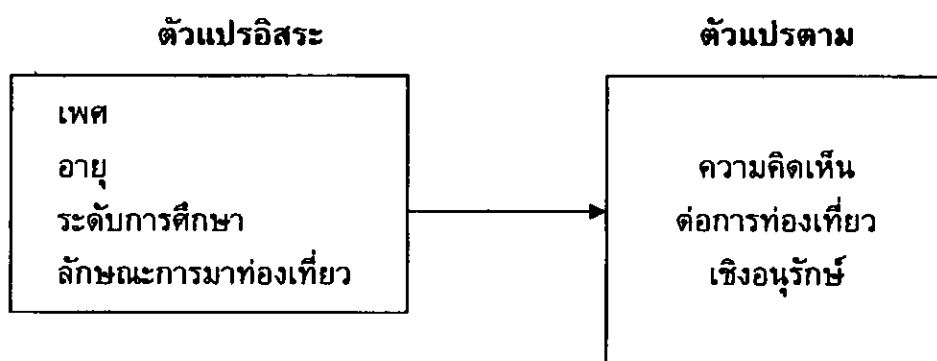 ตัวแปรอิสระ
เพศ
อายุ
ระดับการศึกษา
ลักษณะการมาท่องเที่ยว
ตัวแปรตาม
ความคิดเห็น
ต่อการท่องเที่ยว
เชิงอนุรักษ์